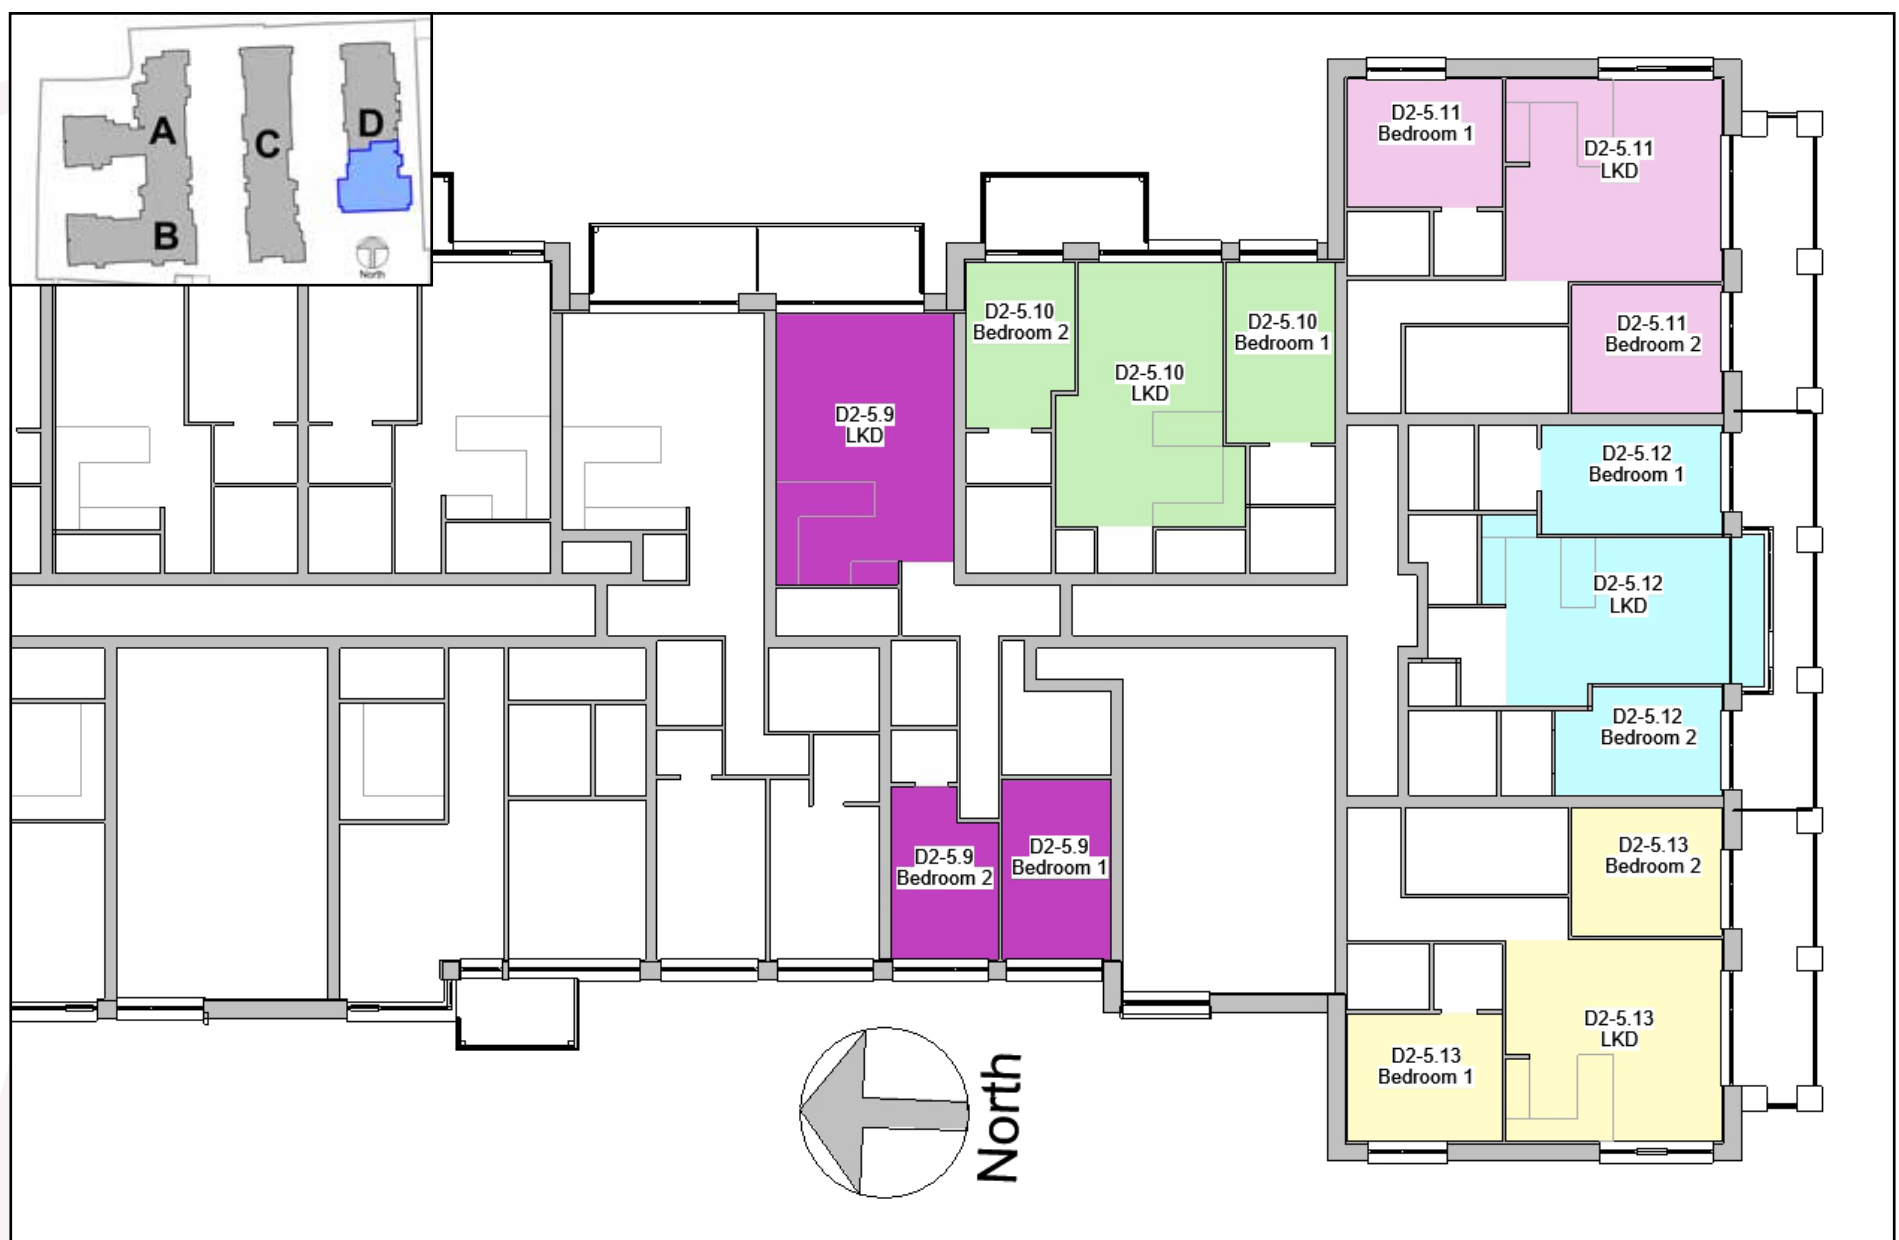 A
B
C
D
North
D2-5.11
Bedroom 1
D2-5.11
LKD
D2-5.11
Bedroom 2
D2-5.10
Bedroom 2
D2-5.10
LKD
D2-5.10
Bedroom 1
D2-5.9
LKD
D2-5.12
Bedroom 1
D2-5.12
LKD
D2-5.12
Bedroom 2
D2-5.9
Bedroom 2
D2-5.9
Bedroom 1
D2-5.13
Bedroom 2
D2-5.13
LKD
D2-5.13
Bedroom 1
North